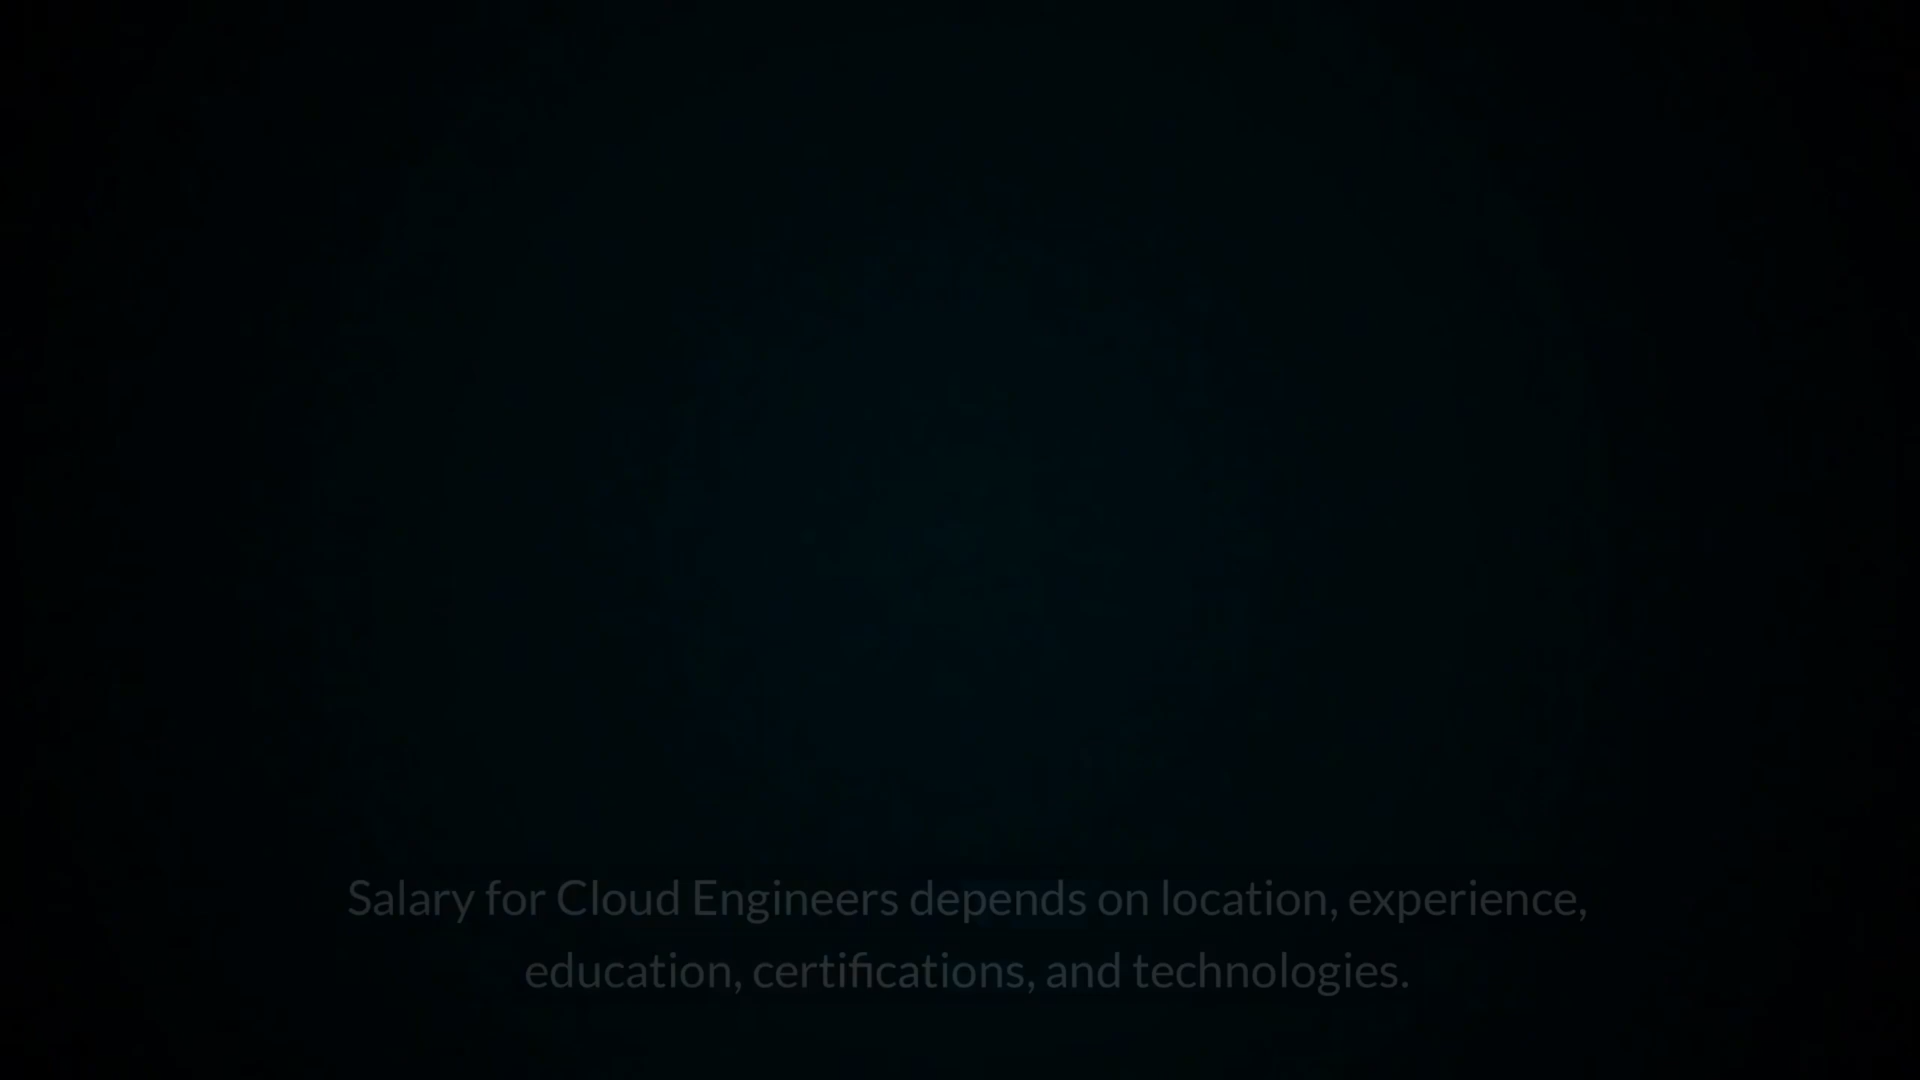 Salary for Cloud Engineers depends on location, experience,
education, certifications, and technologies.